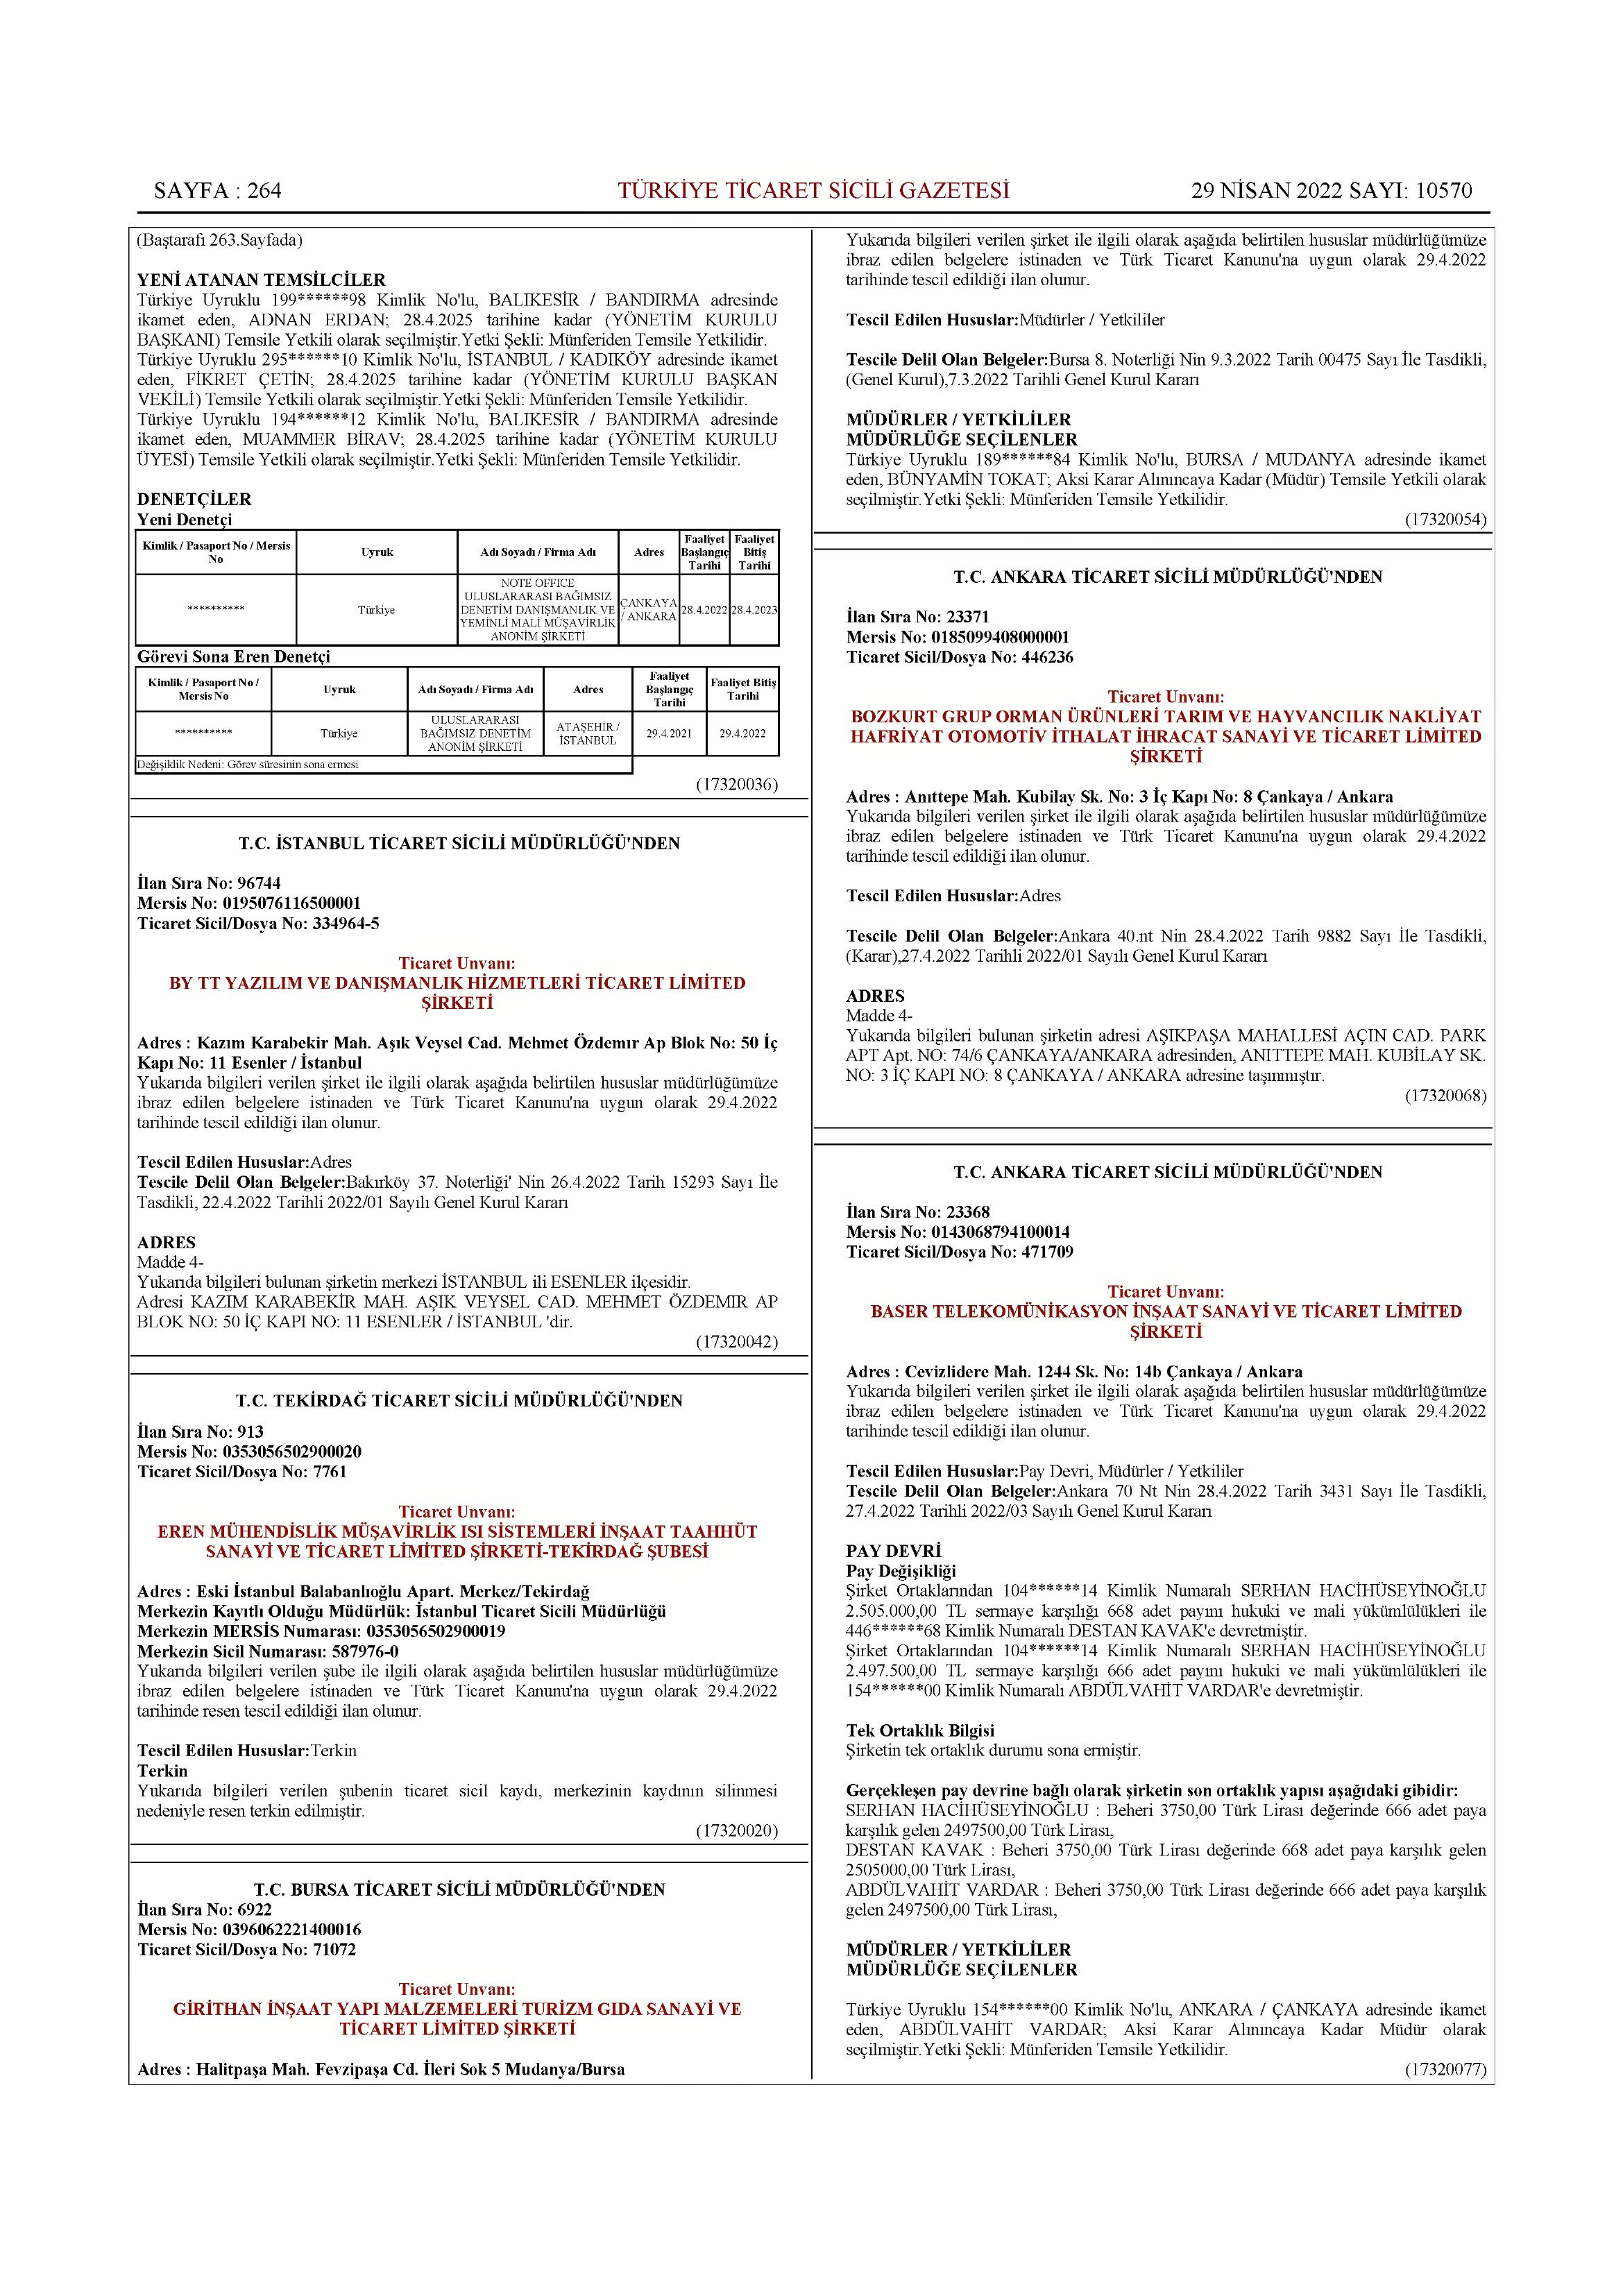 SAYFA : 264
TÜRKİYE TİCARET SİCİLİ GAZETESİ
29 NİSAN 2022 SAYI: 10570
(Baştarafı 263.Sayfada)
YENİ ATANAN TEMSİLCİLER
Türkiye Uyruklu 199******98 Kimlik No'lu, BALIKESİR / BANDIRMA adresinde
ikamet eden, ADNAN ERDAN; 28.4.2025 tarihine kadar (YÖNETİM KURULU
BAŞKANI) Temsile Yetkili olarak seçilmiştir.Yetki Şekli: Münferiden Temsile Yetkilidir.
Türkiye Uyruklu 295******10 Kimlik No'lu, İSTANBUL / KADIKÖY adresinde ikamet
eden, FİKRET ÇETİN; 28.4.2025 tarihine kadar (YÖNETİM KURULU BAŞKAN
VEKİLİ) Temsile Yetkili olarak seçilmiştir.Yetki Şekli: Münferiden Temsile Yetkilidir.
Türkiye Uyruklu 194******12 Kimlik No'lu, BALIKESİR / BANDIRMA adresinde
ikamet eden, MUAMMER BİRAV; 28.4.2025 tarihine kadar (YÖNETİM KURULU
ÜYESİ) Temsile Yetkili olarak seçilmiştir.Yetki Şekli: Münferiden Temsile Yetkilidir.
DENETÇİLER
Yeni Denetçi
Kimlik / Pasaport No / Mersis No | Uyruk | Adı Soyadı / Firma Adı | Adres | Faaliyet Başlangıç Tarihi | Faaliyet Bitiş Tarihi
********** | Türkiye | NOTE OFFICE ULUSLARARASI BAĞIMSIZ DENETİM DANIŞMANLIK VE YEMİNLİ MALİ MÜŞAVİRLİK ANONİM ŞİRKETİ | ÇANKAYA / ANKARA | 28.4.2022 | 28.4.2023
Görevi Sona Eren Denetçi
Kimlik / Pasaport No / Mersis No | Uyruk | Adı Soyadı / Firma Adı | Adres | Faaliyet Başlangıç Tarihi | Faaliyet Bitiş Tarihi
********** | Türkiye | ULUSLARARASI BAĞIMSIZ DENETİM ANONİM ŞİRKETİ | ATAŞEHİR / İSTANBUL | 29.4.2021 | 29.4.2022
Değişiklik Nedeni: Görev süresinin sona ermesi
(17320036)
T.C. İSTANBUL TİCARET SİCİLİ MÜDÜRLÜĞÜ'NDEN
İlan Sıra No: 96744
Mersis No: 0195076116500001
Ticaret Sicil/Dosya No: 334964-5
Ticaret Unvanı:
BY TT YAZILIM VE DANIŞMANLIK HİZMETLERİ TİCARET LİMİTED
ŞİRKETİ
Adres : Kazım Karabekir Mah. Aşık Veysel Cad. Mehmet Özdemır Ap Blok No: 50 İç
Kapı No: 11 Esenler / İstanbul
Yukarıda bilgileri verilen şirket ile ilgili olarak aşağıda belirtilen hususlar müdürlüğümüze
ibraz edilen belgelere istinaden ve Türk Ticaret Kanunu'na uygun olarak 29.4.2022
tarihinde tescil edildiği ilan olunur.
Tescil Edilen Hususlar:Adres
Tescile Delil Olan Belgeler:Bakırköy 37. Noterliği' Nin 26.4.2022 Tarih 15293 Sayı İle
Tasdikli, 22.4.2022 Tarihli 2022/01 Sayılı Genel Kurul Kararı
ADRES
Madde 4-
Yukarıda bilgileri bulunan şirketin merkezi İSTANBUL ili ESENLER ilçesidir.
Adresi KAZIM KARABEKİR MAH. AŞIK VEYSEL CAD. MEHMET ÖZDEMIR AP
BLOK NO: 50 İÇ KAPI NO: 11 ESENLER / İSTANBUL 'dir.
(17320042)
T.C. TEKİRDAĞ TİCARET SİCİLİ MÜDÜRLÜĞÜ'NDEN
İlan Sıra No: 913
Mersis No: 0353056502900020
Ticaret Sicil/Dosya No: 7761
Ticaret Unvanı:
EREN MÜHENDİSLİK MÜŞAVİRLİK ISI SİSTEMLERİ İNŞAAT TAAHHÜT
SANAYİ VE TİCARET LİMİTED ŞİRKETİ-TEKİRDAĞ ŞUBESİ
Adres : Eski İstanbul Balabanlıoğlu Apart. Merkez/Tekirdağ
Merkezin Kayıtlı Olduğu Müdürlük: İstanbul Ticaret Sicili Müdürlüğü
Merkezin MERSİS Numarası: 0353056502900019
Merkezin Sicil Numarası: 587976-0
Yukarıda bilgileri verilen şube ile ilgili olarak aşağıda belirtilen hususlar müdürlüğümüze
ibraz edilen belgelere istinaden ve Türk Ticaret Kanunu'na uygun olarak 29.4.2022
tarihinde resen tescil edildiği ilan olunur.
Tescil Edilen Hususlar:Terkin
Terkin
Yukarıda bilgileri verilen şubenin ticaret sicil kaydı, merkezinin kaydının silinmesi
nedeniyle resen terkin edilmiştir.
(17320020)
T.C. BURSA TİCARET SİCİLİ MÜDÜRLÜĞÜ'NDEN
İlan Sıra No: 6922
Mersis No: 0396062221400016
Ticaret Sicil/Dosya No: 71072
Ticaret Unvanı:
GİRİTHAN İNŞAAT YAPI MALZEMELERİ TURİZM GIDA SANAYİ VE
TİCARET LİMİTED ŞİRKETİ
Adres : Halitpaşa Mah. Fevzipaşa Cd. İleri Sok 5 Mudanya/Bursa
Yukarıda bilgileri verilen şirket ile ilgili olarak aşağıda belirtilen hususlar müdürlüğümüze
ibraz edilen belgelere istinaden ve Türk Ticaret Kanunu'na uygun olarak 29.4.2022
tarihinde tescil edildiği ilan olunur.
Tescil Edilen Hususlar:Müdürler / Yetkililer
Tescile Delil Olan Belgeler:Bursa 8. Noterliği Nin 9.3.2022 Tarih 00475 Sayı İle Tasdikli,
(Genel Kurul),7.3.2022 Tarihli Genel Kurul Kararı
MÜDÜRLER / YETKİLİLER
MÜDÜRLÜĞE SEÇİLENLER
Türkiye Uyruklu 189******84 Kimlik No'lu, BURSA / MUDANYA adresinde ikamet
eden, BÜNYAMİN TOKAT; Aksi Karar Alınıncaya Kadar (Müdür) Temsile Yetkili olarak
seçilmiştir.Yetki Şekli: Münferiden Temsile Yetkilidir.
(17320054)
T.C. ANKARA TİCARET SİCİLİ MÜDÜRLÜĞÜ'NDEN
İlan Sıra No: 23371
Mersis No: 0185099408000001
Ticaret Sicil/Dosya No: 446236
Ticaret Unvanı:
BOZKURT GRUP ORMAN ÜRÜNLERİ TARIM VE HAYVANCILIK NAKLİYAT
HAFRİYAT OTOMOTİV İTHALAT İHRACAT SANAYİ VE TİCARET LİMİTED
ŞİRKETİ
Adres : Anıttepe Mah. Kubilay Sk. No: 3 İç Kapı No: 8 Çankaya / Ankara
Yukarıda bilgileri verilen şirket ile ilgili olarak aşağıda belirtilen hususlar müdürlüğümüze
ibraz edilen belgelere istinaden ve Türk Ticaret Kanunu'na uygun olarak 29.4.2022
tarihinde tescil edildiği ilan olunur.
Tescil Edilen Hususlar:Adres
Tescile Delil Olan Belgeler:Ankara 40.nt Nin 28.4.2022 Tarih 9882 Sayı İle Tasdikli,
(Karar),27.4.2022 Tarihli 2022/01 Sayılı Genel Kurul Kararı
ADRES
Madde 4-
Yukarıda bilgileri bulunan şirketin adresi AŞIKPAŞA MAHALLESİ AÇIN CAD. PARK
APT Apt. NO: 74/6 ÇANKAYA/ANKARA adresinden, ANITTEPE MAH. KUBİLAY SK.
NO: 3 İÇ KAPI NO: 8 ÇANKAYA / ANKARA adresine taşınmıştır.
(17320068)
T.C. ANKARA TİCARET SİCİLİ MÜDÜRLÜĞÜ'NDEN
İlan Sıra No: 23368
Mersis No: 0143068794100014
Ticaret Sicil/Dosya No: 471709
Ticaret Unvanı:
BASER TELEKOMÜNİKASYON İNŞAAT SANAYİ VE TİCARET LİMİTED
ŞİRKETİ
Adres : Cevizlidere Mah. 1244 Sk. No: 14b Çankaya / Ankara
Yukarıda bilgileri verilen şirket ile ilgili olarak aşağıda belirtilen hususlar müdürlüğümüze
ibraz edilen belgelere istinaden ve Türk Ticaret Kanunu'na uygun olarak 29.4.2022
tarihinde tescil edildiği ilan olunur.
Tescil Edilen Hususlar:Pay Devri, Müdürler / Yetkililer
Tescile Delil Olan Belgeler:Ankara 70 Nt Nin 28.4.2022 Tarih 3431 Sayı İle Tasdikli,
27.4.2022 Tarihli 2022/03 Sayılı Genel Kurul Kararı
PAY DEVRİ
Pay Değişikliği
Şirket Ortaklarından 104******14 Kimlik Numaralı SERHAN HACİHÜSEYİNOĞLU
2.505.000,00 TL sermaye karşılığı 668 adet payını hukuki ve mali yükümlülükleri ile
446******68 Kimlik Numaralı DESTAN KAVAK'e devretmiştir.
Şirket Ortaklarından 104******14 Kimlik Numaralı SERHAN HACİHÜSEYİNOĞLU
2.497.500,00 TL sermaye karşılığı 666 adet payını hukuki ve mali yükümlülükleri ile
154******00 Kimlik Numaralı ABDÜLVAHİT VARDAR'e devretmiştir.
Tek Ortaklık Bilgisi
Şirketin tek ortaklık durumu sona ermiştir.
Gerçekleşen pay devrine bağlı olarak şirketin son ortaklık yapısı aşağıdaki gibidir:
SERHAN HACİHÜSEYİNOĞLU : Beheri 3750,00 Türk Lirası değerinde 666 adet paya
karşılık gelen 2497500,00 Türk Lirası,
DESTAN KAVAK : Beheri 3750,00 Türk Lirası değerinde 668 adet paya karşılık gelen
2505000,00 Türk Lirası,
ABDÜLVAHİT VARDAR : Beheri 3750,00 Türk Lirası değerinde 666 adet paya karşılık
gelen 2497500,00 Türk Lirası,
MÜDÜRLER / YETKİLİLER
MÜDÜRLÜĞE SEÇİLENLER
Türkiye Uyruklu 154******00 Kimlik No'lu, ANKARA / ÇANKAYA adresinde ikamet
eden, ABDÜLVAHİT VARDAR; Aksi Karar Alınıncaya Kadar Müdür olarak
seçilmiştir.Yetki Şekli: Münferiden Temsile Yetkilidir.
(17320077)